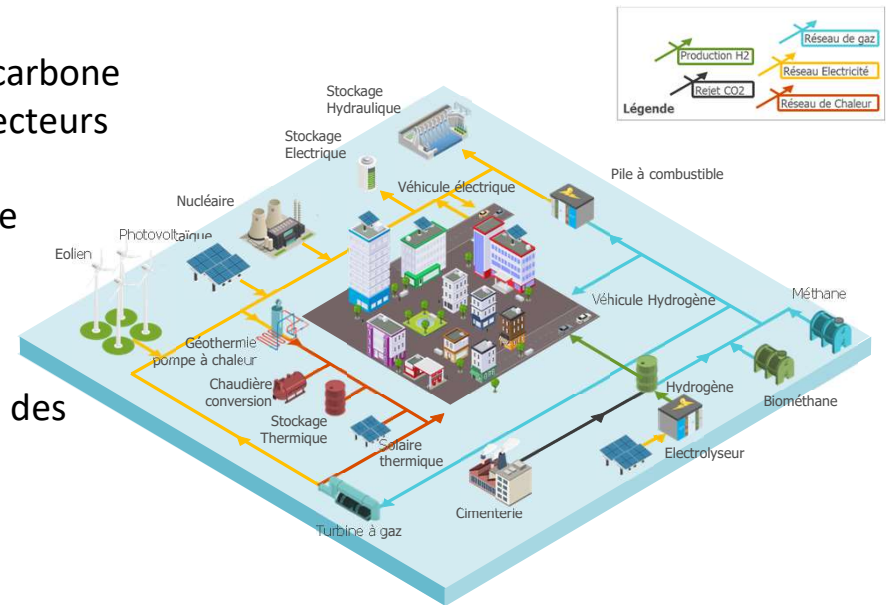 carbone
ecteurs
e
des
Production H2
Réseau de gaz
Rejet CO2
Réseau Electricité
Légende
Réseau de Chaleur
Stockage
Hydraulique
Stockage
Electrique
Véhicule électrique
Pile à combustible
Nucléaire
Photovoltaïque
Eolien
Véhicule Hydrogène
Méthane
Géothermie
pompe à chaleur
Chaudière
conversion
Hydrogène
Biométhane
Stockage
Thermique
Solaire
thermique
Electrolyseur
Cimenterie
Turbine à gaz